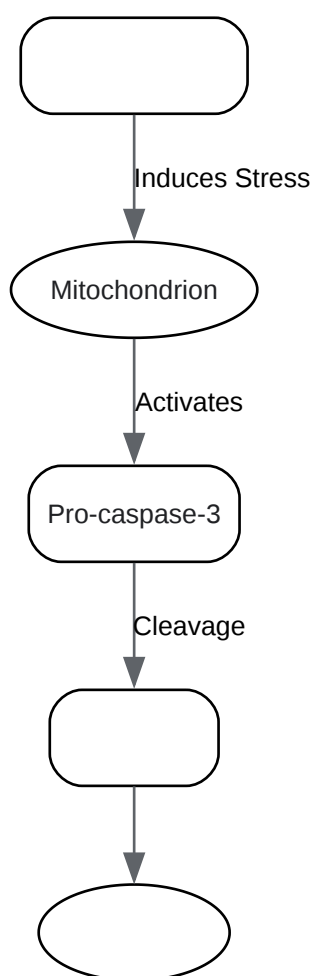 Induces Stress
Mitochondrion
Activates
Pro-caspase-3
Cleavage